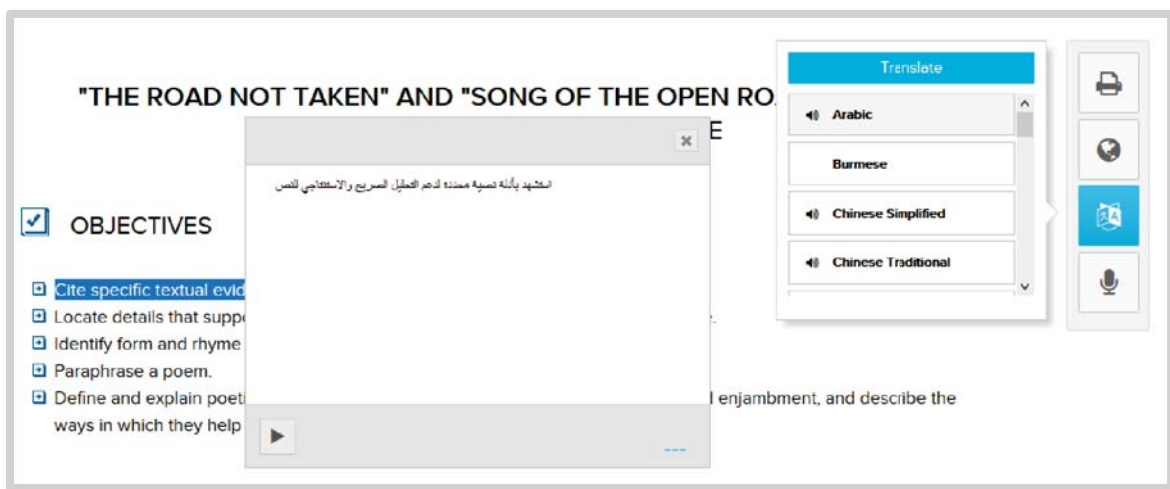 "THE ROAD NOT TAKEN" AND "SONG OF THE OPEN RO
E
استشهد بأدلة نصية محددة لدعم التحليل الصريح والاستنتاجي للنص
OBJECTIVES
Cite specific textual evid
Locate details that suppo
Identify form and rhyme
Paraphrase a poem.
Define and explain poeti l enjambment, and describe the
ways in which they help
Translate
Arabic
Burmese
Chinese Simplified
Chinese Traditional